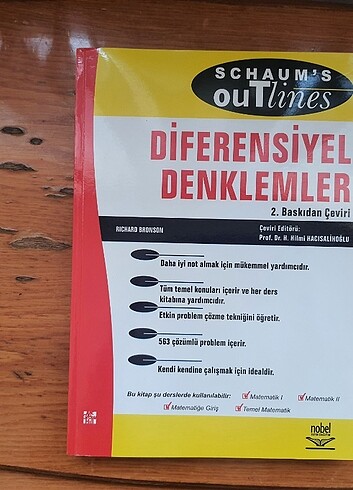 SCHAUM'S
ouTlines
DİFERENSİYEL
DENKLEMLER
2. Baskıdan Çeviri
RICHARD BRONSON
Çeviri Editörü:
Prof. Dr. H. Hilmi HACISALİHOĞLU
Daha iyi not almak için mükemmel yardımcıdır.
Tüm temel konuları içerir ve her ders
kitabına yardımcıdır.
Etkin problem çözme tekniğini öğretir.
563 çözümlü problem içerir.
Kendi kendine çalışmak için idealdir.
Bu kitap şu derslerde kullanılabilir:
Matematik I
Matematik II
Matematiğe Giriş
Temel Matematik
nobel